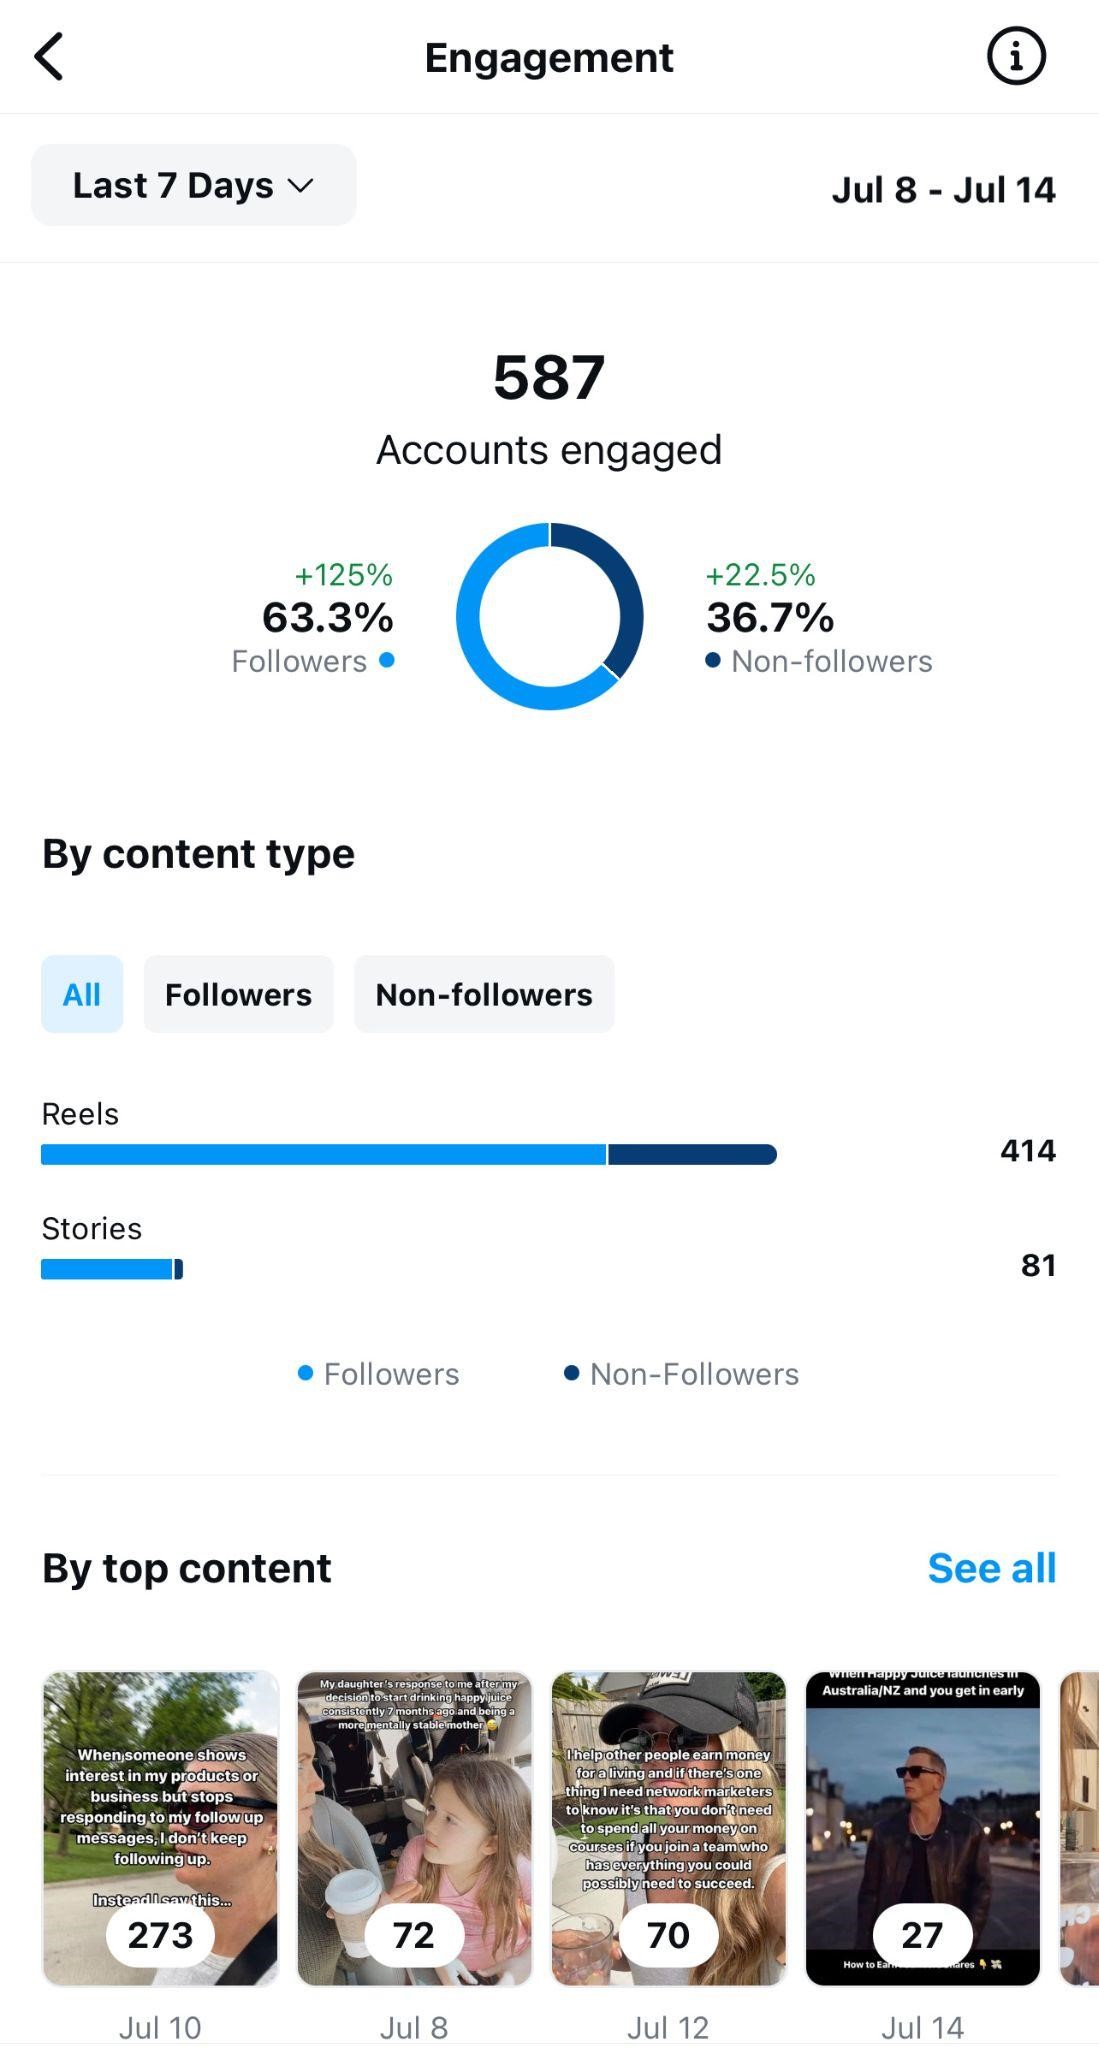 Engagement
Last 7 Days
Jul 8 - Jul 14
587
Accounts engaged
+125%
63.3%
Followers
+22.5%
36.7%
Non-followers
By content type
All
Followers
Non-followers
Reels
414
Stories
81
Followers
Non-Followers
By top content
See all
When someone shows
interest in my products or
business but stops
responding to my follow up
messages, I don't keep
following up.
Instead I say this...
273
Jul 10
My daughter's response to me after my
decision to start drinking happy juice
consistently 7 months ago and being a
more mentally stable mother 😅
72
Jul 8
I help other people earn money
for a living and if there's one
thing I need network marketers
to know it's that you don't need
to spend all your money on
courses if you join a team who
has everything you could
possibly need to succeed.
70
Jul 12
When Happy Juice launches in
Australia/NZ and you get in early
How to Ear
27
Jul 14